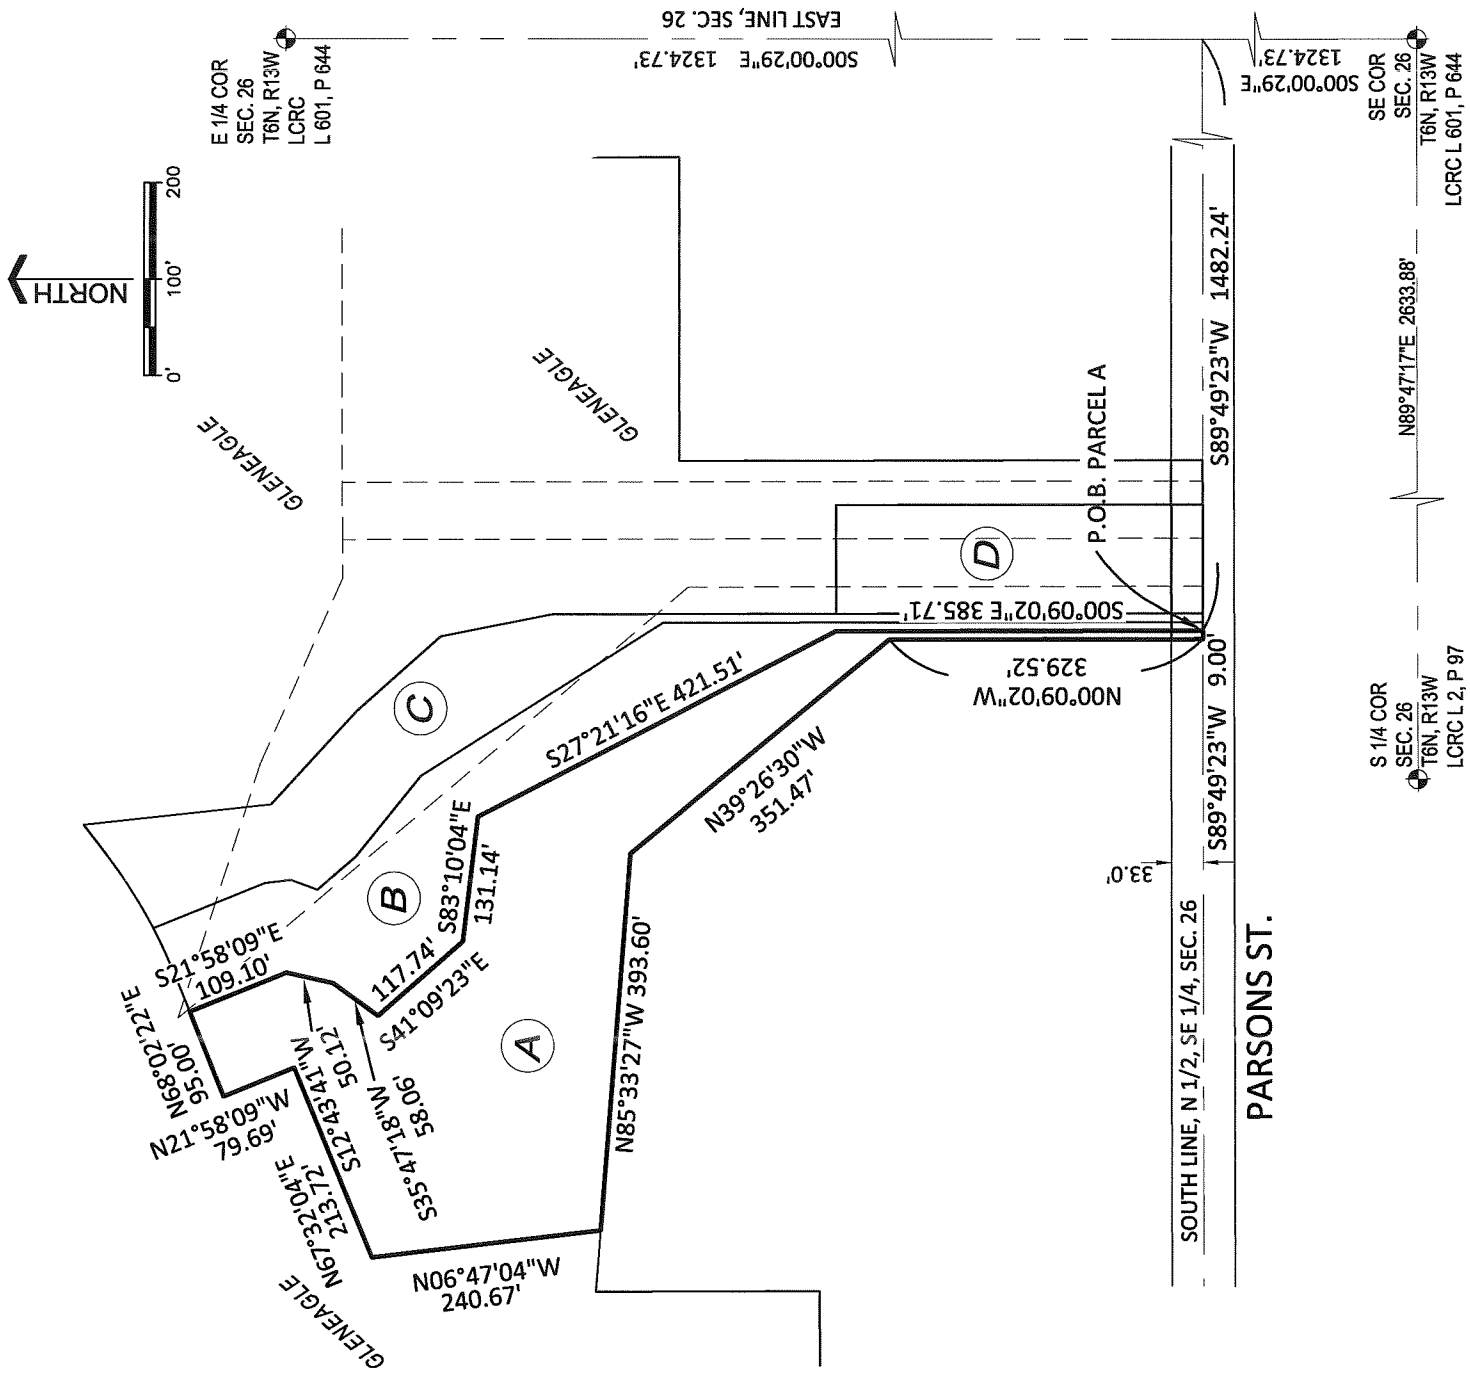 EAST LINE, SEC. 26
S00°00'29"E 1324.73'
E 1/4 COR
SEC. 26
T6N, R13W
LCRC
L 601, P 644
NORTH
0' 100' 200
GLENEAGLE
GLENEAGLE
S00°00'29"E
1324.73'
SE COR
SEC. 26
T6N, R13W
LCRC L 601, P 644
S89°49'23"W 1482.24'
N89°47'17"E 2633.88'
P.O.B. PARCEL A
D
S00°09'02"E 385.71'
N00°09'02"W
329.52'
S89°49'23"W 9.00'
S 1/4 COR
SEC. 26
T6N, R13W
LCRC L 2, P 97
C
S27°21'16"E 421.51'
N39°26'30"W
351.47'
B
S83°10'04"E
131.14'
33.0'
S21°58'09"E
109.10'
117.74'
S41°09'23"E
N68°02'22"E
95.00'
N21°58'09"W
79.69'
S12°43'41"W
50.12'
S35°47'18"W
58.06'
A
N85°33'27"W 393.60'
N67°32'04"E
213.72'
GLENEAGLE
N06°47'04"W
240.67'
SOUTH LINE, N 1/2, SE 1/4, SEC. 26
PARSONS ST.